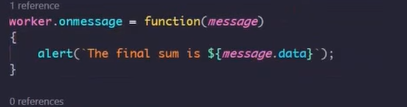 1 reference
worker.onmessage = function(message)
{
    alert(`The final sum is ${message.data}`);
}
0 references